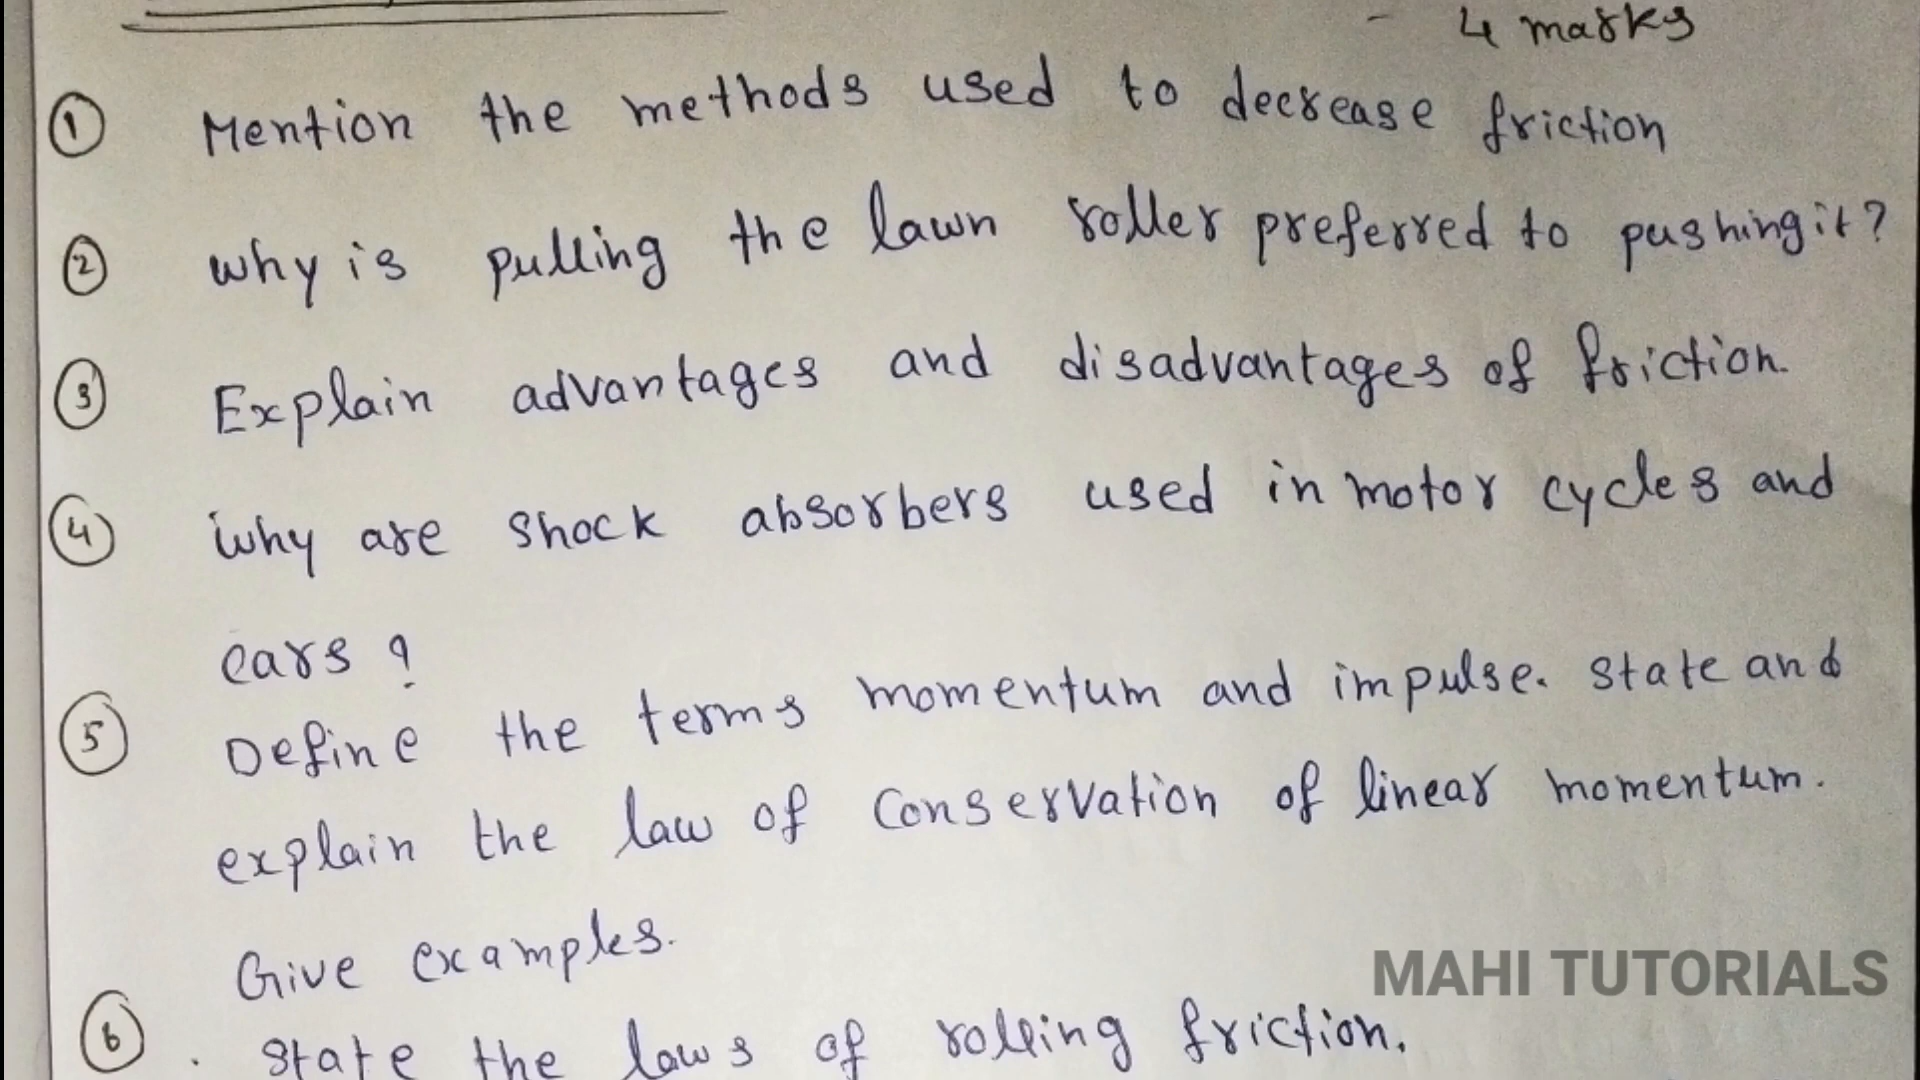 - 4 marks
① Mention the methods used to decrease friction
② why is pulling the lawn roller preferred to pushing it?
③ Explain advantages and disadvantages of friction.
④ why are shock absorbers used in motor cycles and
cars ?
⑤ Define the terms momentum and impulse. state and
explain the law of conservation of linear momentum.
Give examples.
MAHI TUTORIALS
⑥ . state the laws of rolling friction.